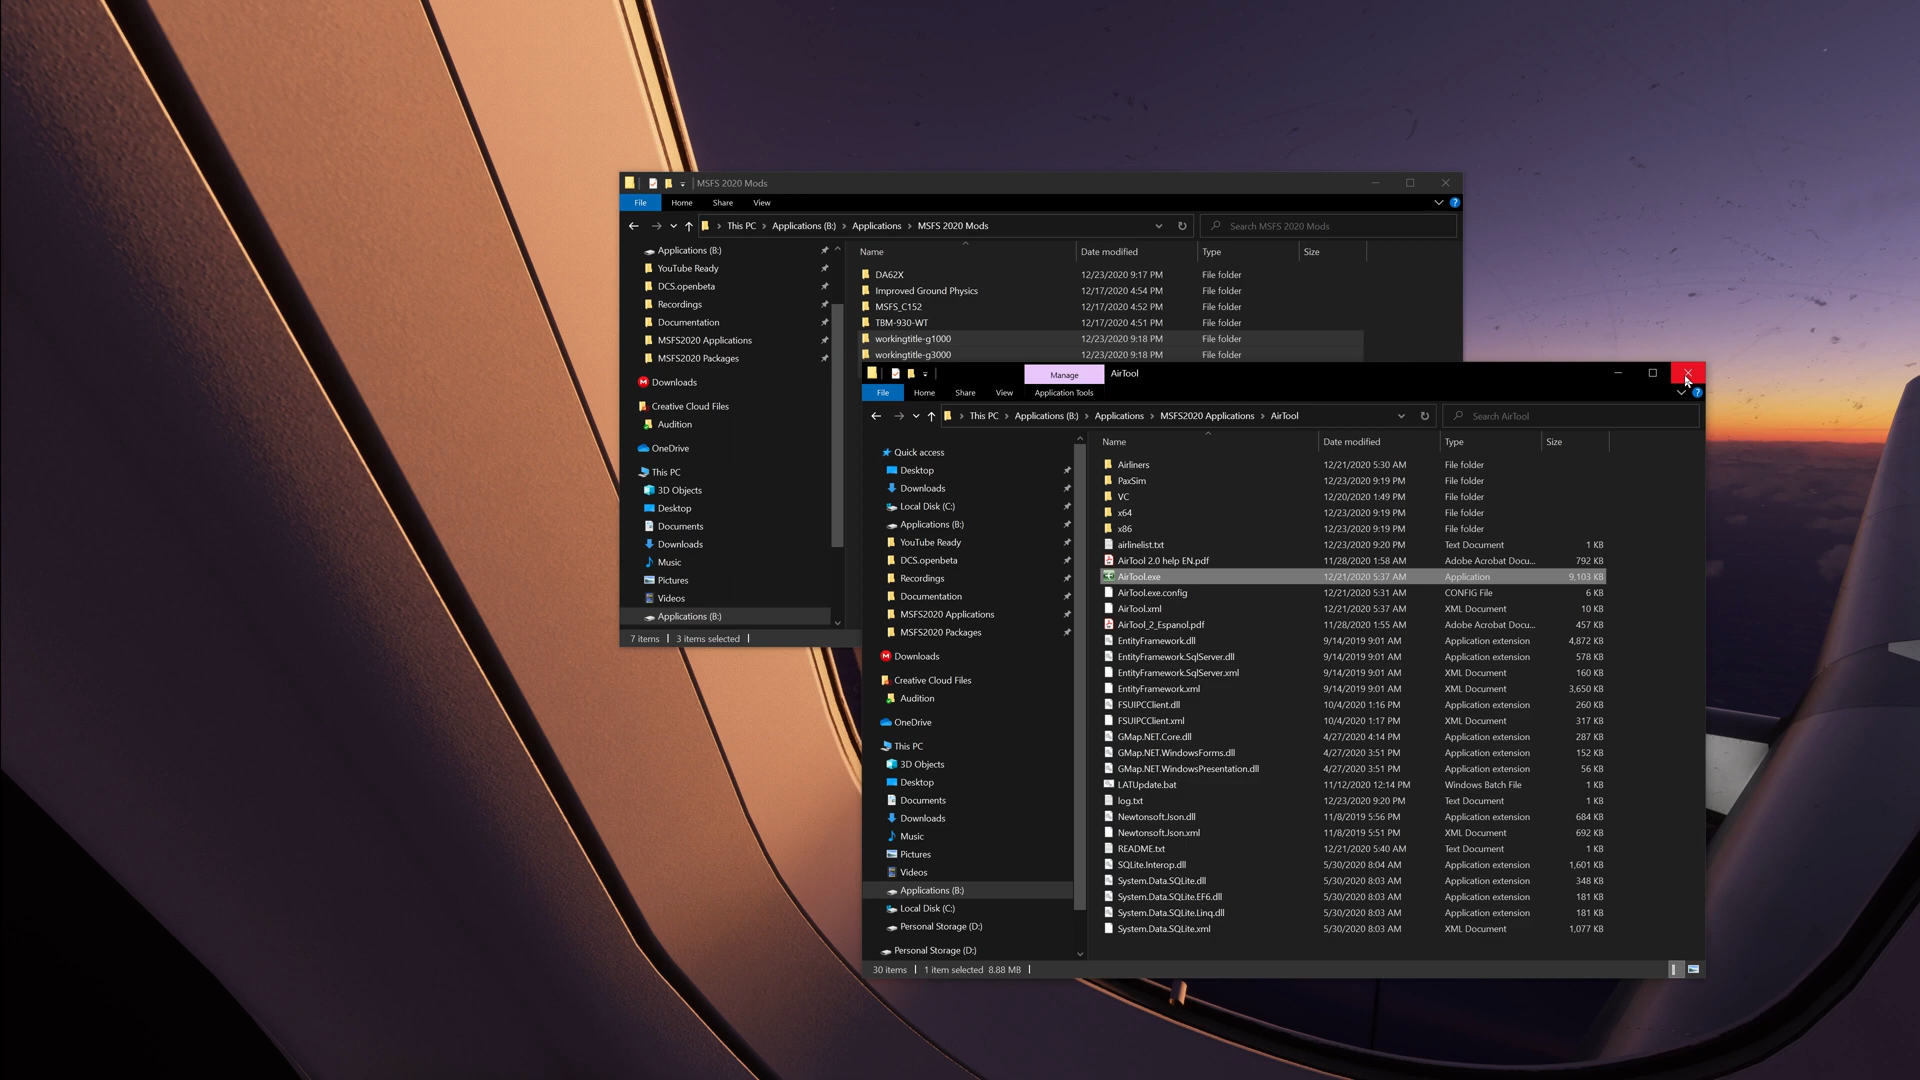 MSFS 2020 Mods
File Home Share View
This PC Applications (B:) Applications MSFS 2020 Mods
Search MSFS 2020 Mods
Applications (B:)
YouTube Ready
DCS.openbeta
Recordings
Documentation
MSFS2020 Applications
MSFS2020 Packages
Downloads
Creative Cloud Files
Audition
OneDrive
This PC
3D Objects
Desktop
Documents
Downloads
Music
Pictures
Videos
Applications (B:)
Name Date modified Type Size
DA62X 12/23/2020 9:17 PM File folder
Improved Ground Physics 12/17/2020 4:54 PM File folder
MSFS_C152 12/17/2020 4:52 PM File folder
TBM-930-WT 12/17/2020 4:51 PM File folder
workingtitle-g1000 12/23/2020 9:18 PM File folder
workingtitle-g3000 12/23/2020 9:18 PM File folder
7 items 3 items selected
Manage AirTool
File Home Share View Application Tools
This PC Applications (B:) Applications MSFS2020 Applications AirTool
Search AirTool
Quick access
Desktop
Downloads
Local Disk (C:)
Applications (B:)
YouTube Ready
DCS.openbeta
Recordings
Documentation
MSFS2020 Applications
MSFS2020 Packages
Downloads
Creative Cloud Files
Audition
OneDrive
This PC
3D Objects
Desktop
Documents
Downloads
Music
Pictures
Videos
Applications (B:)
Local Disk (C:)
Personal Storage (D:)
Personal Storage (D:)
Name Date modified Type Size
Airliners 12/21/2020 5:30 AM File folder
PaxSim 12/23/2020 9:19 PM File folder
VC 12/20/2020 1:49 PM File folder
x64 12/23/2020 9:19 PM File folder
x86 12/23/2020 9:19 PM File folder
airlinelist.txt 12/23/2020 9:20 PM Text Document 1 KB
AirTool 2.0 help EN.pdf 11/28/2020 1:58 AM Adobe Acrobat Docu... 792 KB
AirTool.exe 12/21/2020 5:37 AM Application 9,103 KB
AirTool.exe.config 12/21/2020 5:31 AM CONFIG File 6 KB
AirTool.xml 12/21/2020 5:37 AM XML Document 10 KB
AirTool_2_Espanol.pdf 11/28/2020 1:55 AM Adobe Acrobat Docu... 457 KB
EntityFramework.dll 9/14/2019 9:01 AM Application extension 4,872 KB
EntityFramework.SqlServer.dll 9/14/2019 9:01 AM Application extension 578 KB
EntityFramework.SqlServer.xml 9/14/2019 9:01 AM XML Document 160 KB
EntityFramework.xml 9/14/2019 9:01 AM XML Document 3,650 KB
FSUIPCClient.dll 10/4/2020 1:16 PM Application extension 260 KB
FSUIPCClient.xml 10/4/2020 1:17 PM XML Document 317 KB
GMap.NET.Core.dll 4/27/2020 4:14 PM Application extension 287 KB
GMap.NET.WindowsForms.dll 4/27/2020 3:51 PM Application extension 152 KB
GMap.NET.WindowsPresentation.dll 4/27/2020 3:51 PM Application extension 56 KB
LATUpdate.bat 11/12/2020 12:14 PM Windows Batch File 1 KB
log.txt 12/23/2020 9:20 PM Text Document 1 KB
Newtonsoft.Json.dll 11/8/2019 5:56 PM Application extension 684 KB
Newtonsoft.Json.xml 11/8/2019 5:51 PM XML Document 692 KB
README.txt 12/21/2020 5:40 AM Text Document 1 KB
SQLite.Interop.dll 5/30/2020 8:04 AM Application extension 1,601 KB
System.Data.SQLite.dll 5/30/2020 8:03 AM Application extension 348 KB
System.Data.SQLite.EF6.dll 5/30/2020 8:03 AM Application extension 181 KB
System.Data.SQLite.Linq.dll 5/30/2020 8:03 AM Application extension 181 KB
System.Data.SQLite.xml 5/30/2020 8:03 AM XML Document 1,077 KB
30 items 1 item selected 8.88 MB